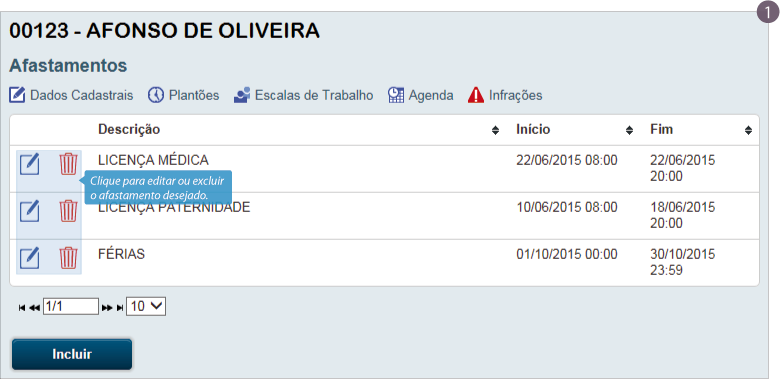 1
00123 - AFONSO DE OLIVEIRA
Afastamentos
Dados Cadastrais Plantões Escalas de Trabalho Agenda Infrações
Descrição Início Fim
LICENÇA MÉDICA 22/06/2015 08:00 22/06/2015
20:00
Clique para editar ou excluir
o afastamento desejado.
LICENÇA PATERNIDADE 10/06/2015 08:00 18/06/2015
20:00
FÉRIAS 01/10/2015 00:00 30/10/2015
23:59
1/1 10
Incluir